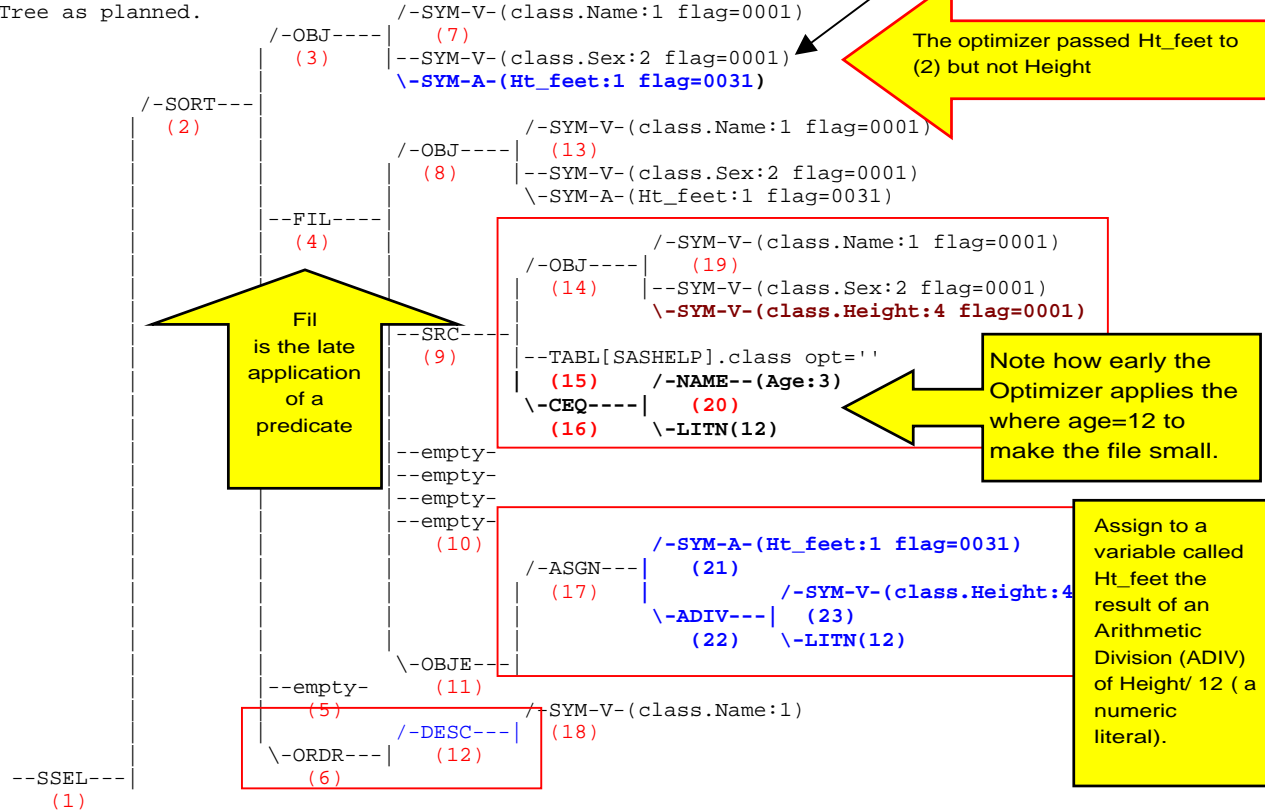 Tree as planned.
/-SYM-V-(class.Name:1 flag=0001)
/-OBJ----| (7)
(3) |--SYM-V-(class.Sex:2 flag=0001)
\-SYM-A-(Ht_feet:1 flag=0031)
The optimizer passed Ht_feet to
(2) but not Height
/-SORT---|
(2)
/-SYM-V-(class.Name:1 flag=0001)
/-OBJ----| (13)
(8) |--SYM-V-(class.Sex:2 flag=0001)
\-SYM-A-(Ht_feet:1 flag=0031)
--FIL----|
(4)
/-SYM-V-(class.Name:1 flag=0001)
/-OBJ----| (19)
(14) |--SYM-V-(class.Sex:2 flag=0001)
\-SYM-V-(class.Height:4 flag=0001)
Fil
is the late
application
of a
predicate
--SRC----|
(9)
|--TABL[SASHELP].class opt=''
(15) /-NAME--(Age:3)
\-CEQ----| (20)
(16) \-LITN(12)
Note how early the
Optimizer applies the
where age=12 to
make the file small.
--empty-
--empty-
--empty-
--empty-
(10)
/-SYM-A-(Ht_feet:1 flag=0031)
/-ASGN---| (21)
(17) | /-SYM-V-(class.Height:4
\-ADIV---| (23)
(22) \-LITN(12)
Assign to a
variable called
Ht_feet the
result of an
Arithmetic
Division (ADIV)
of Height/ 12 ( a
numeric
literal).
\-OBJE---|
--empty- (11)
(5) /-SYM-V-(class.Name:1)
/-DESC---| (18)
\-ORDR---| (12)
--SSEL---| (6)
(1)